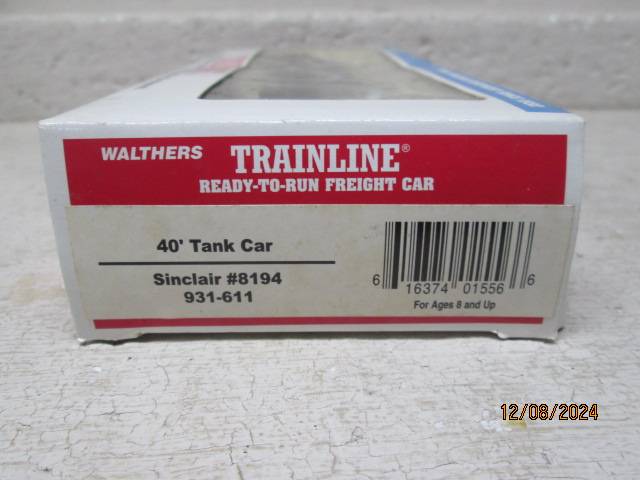 WALTHERS TRAINLINE®
READY-TO-RUN FREIGHT CAR
40' Tank Car
Sinclair #8194
931-611
6 16374 01556 6
For Ages 8 and Up
12/08/2024